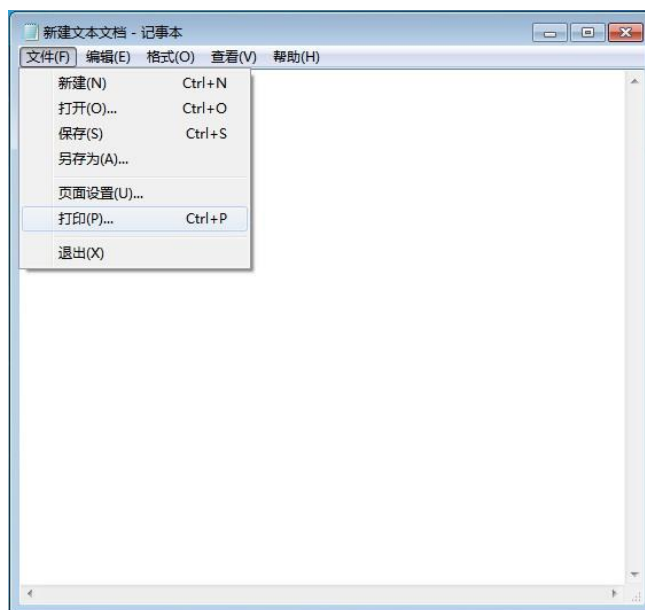 新建文本文档 - 记事本
文件(F) 编辑(E) 格式(O) 查看(V) 帮助(H)
新建(N) Ctrl+N
打开(O)... Ctrl+O
保存(S) Ctrl+S
另存为(A)...
页面设置(U)...
打印(P)... Ctrl+P
退出(X)